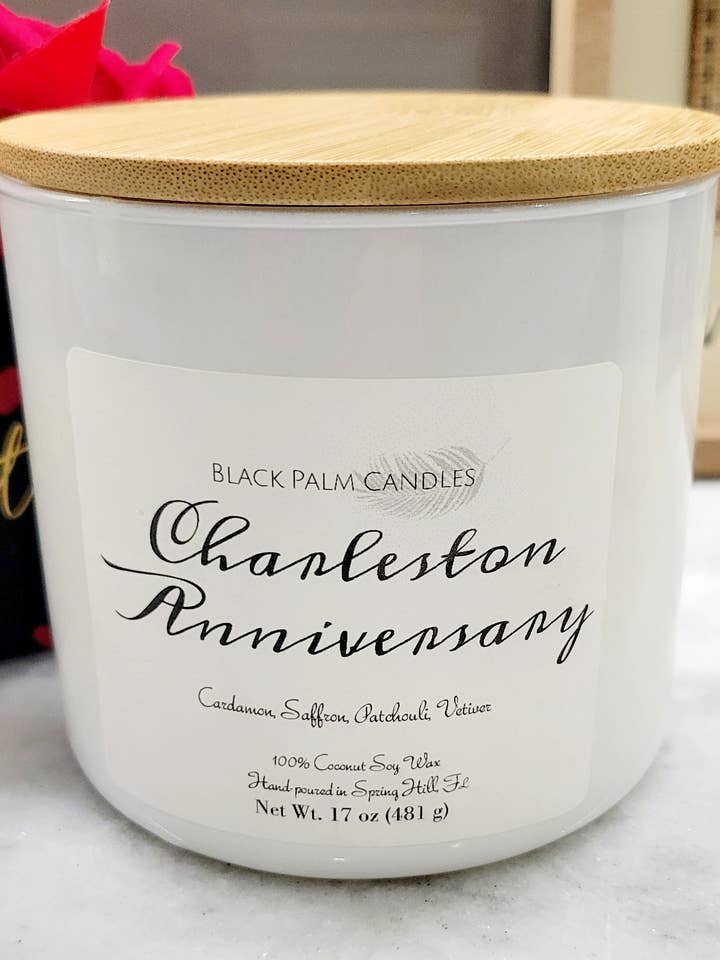 BLACK PALM CANDLES
Charleston
Anniversary
Cardamon, Saffron, Patchouli, Vetiver
100% Coconut Soy Wax
Hand poured in Spring Hill, FL
Net Wt. 17 oz (481 g)